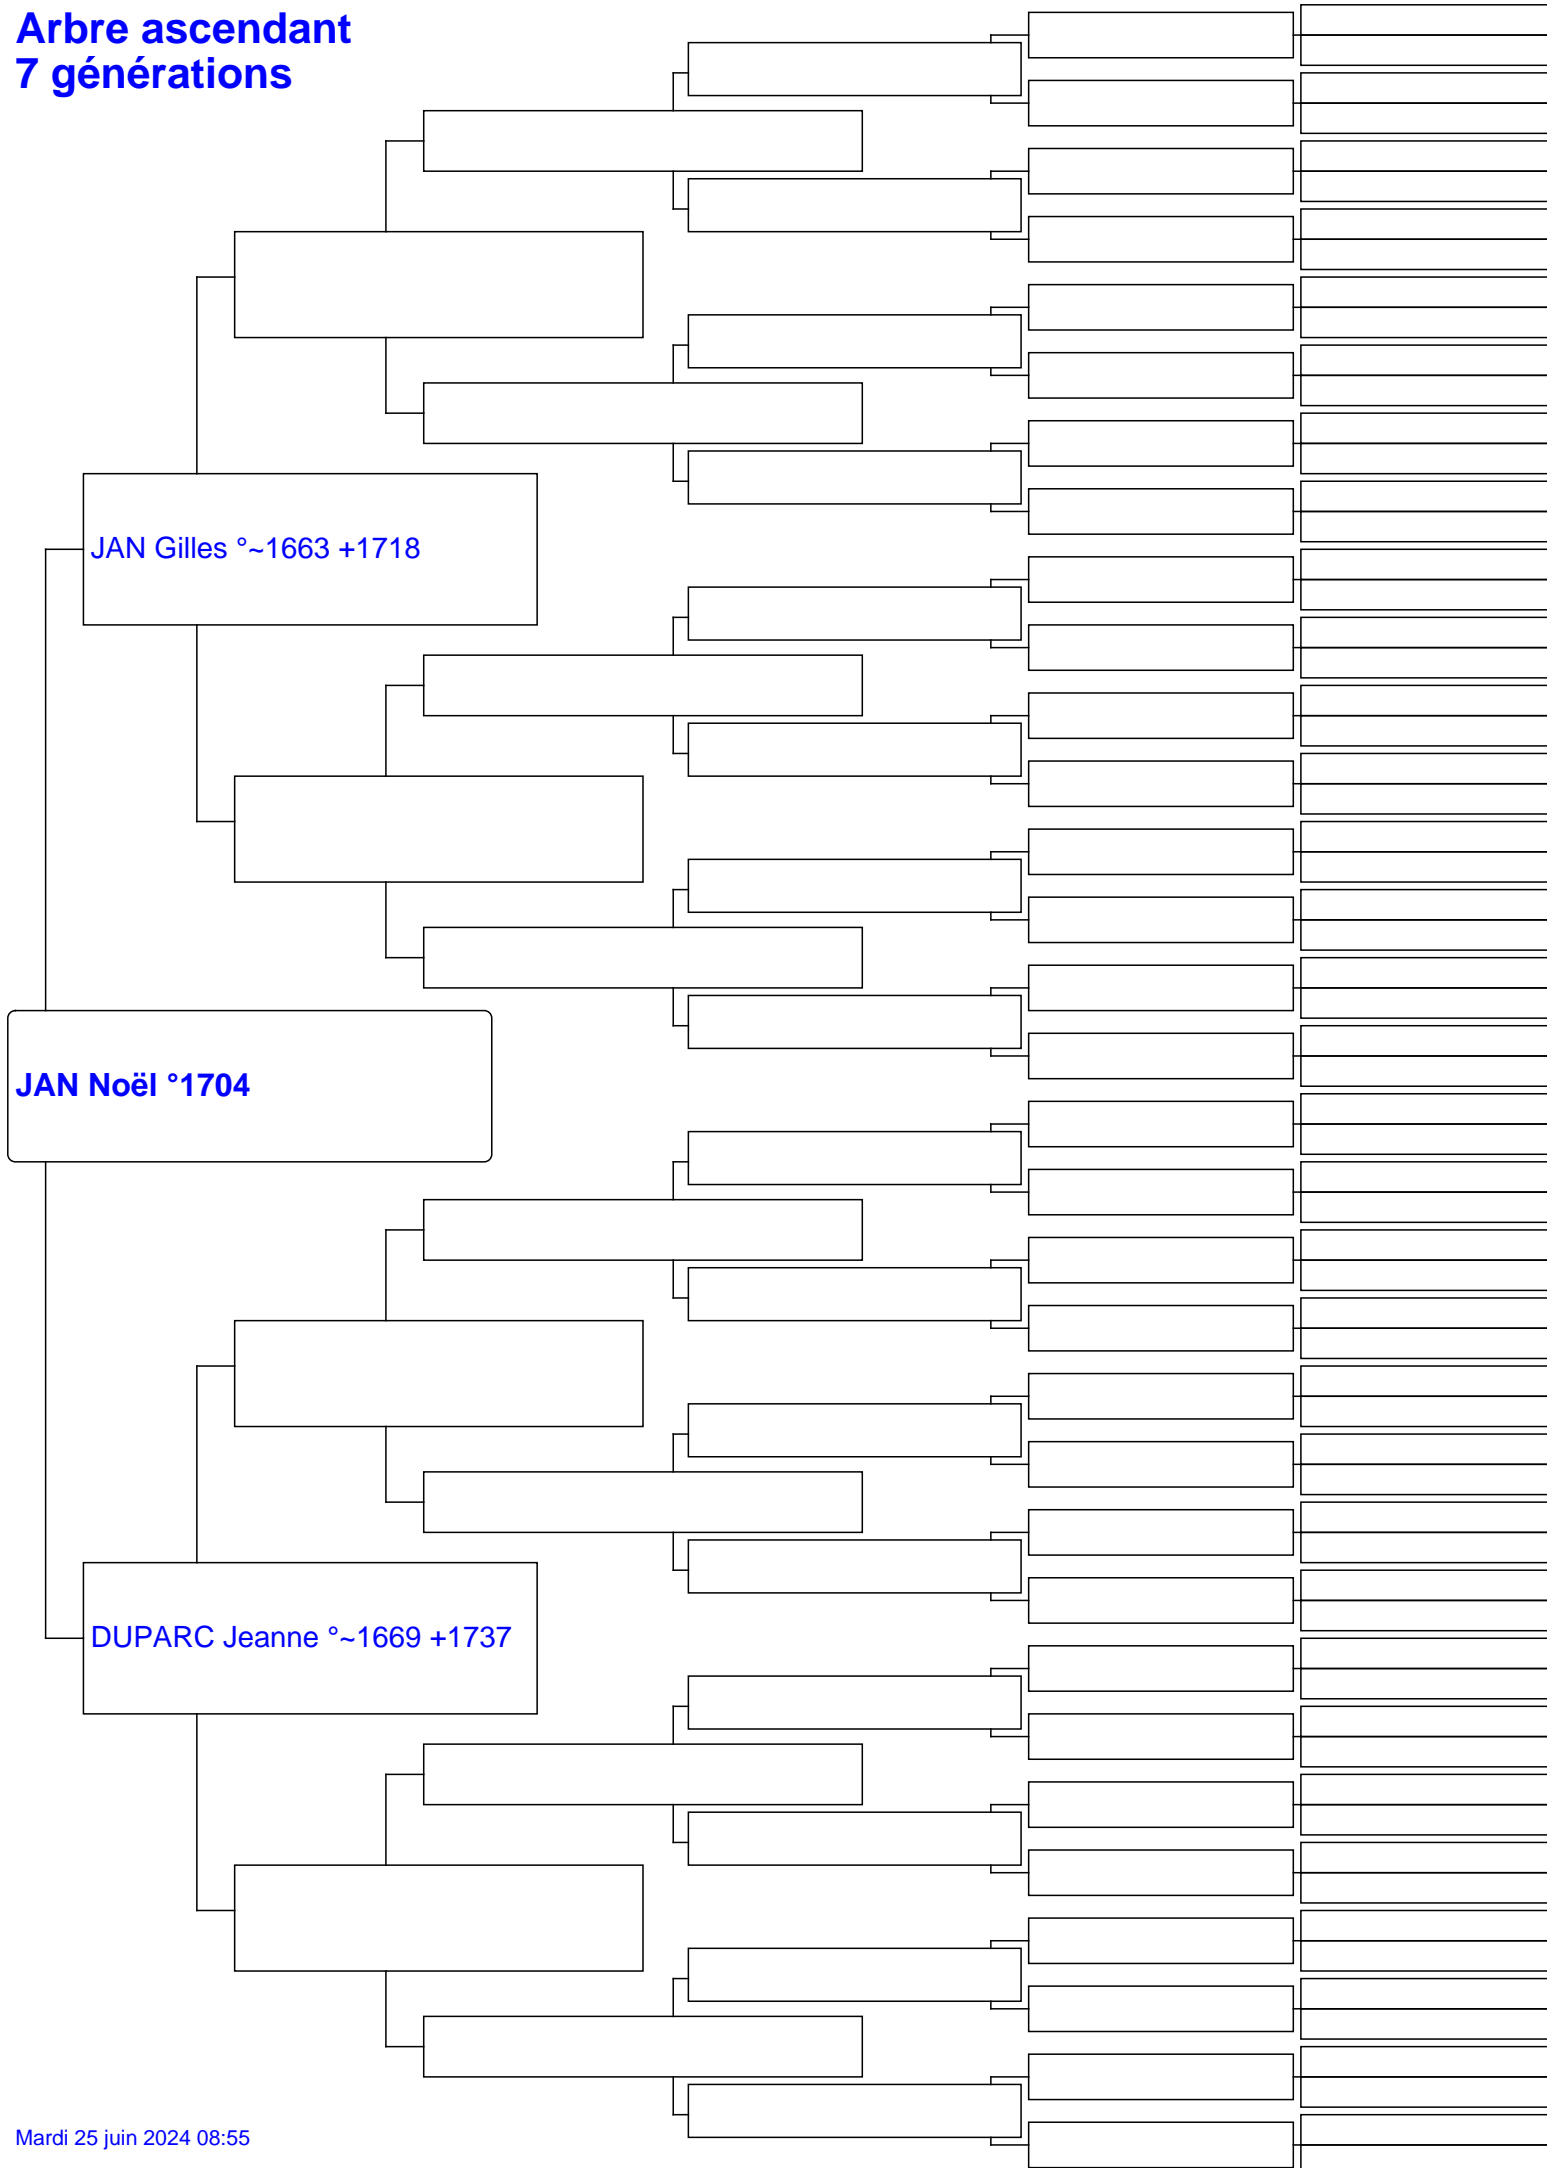 Arbre ascendant
7 générations
JAN Gilles °~1663 +1718
JAN Noël °1704
DUPARC Jeanne °~1669 +1737
Mardi 25 juin 2024 08:55